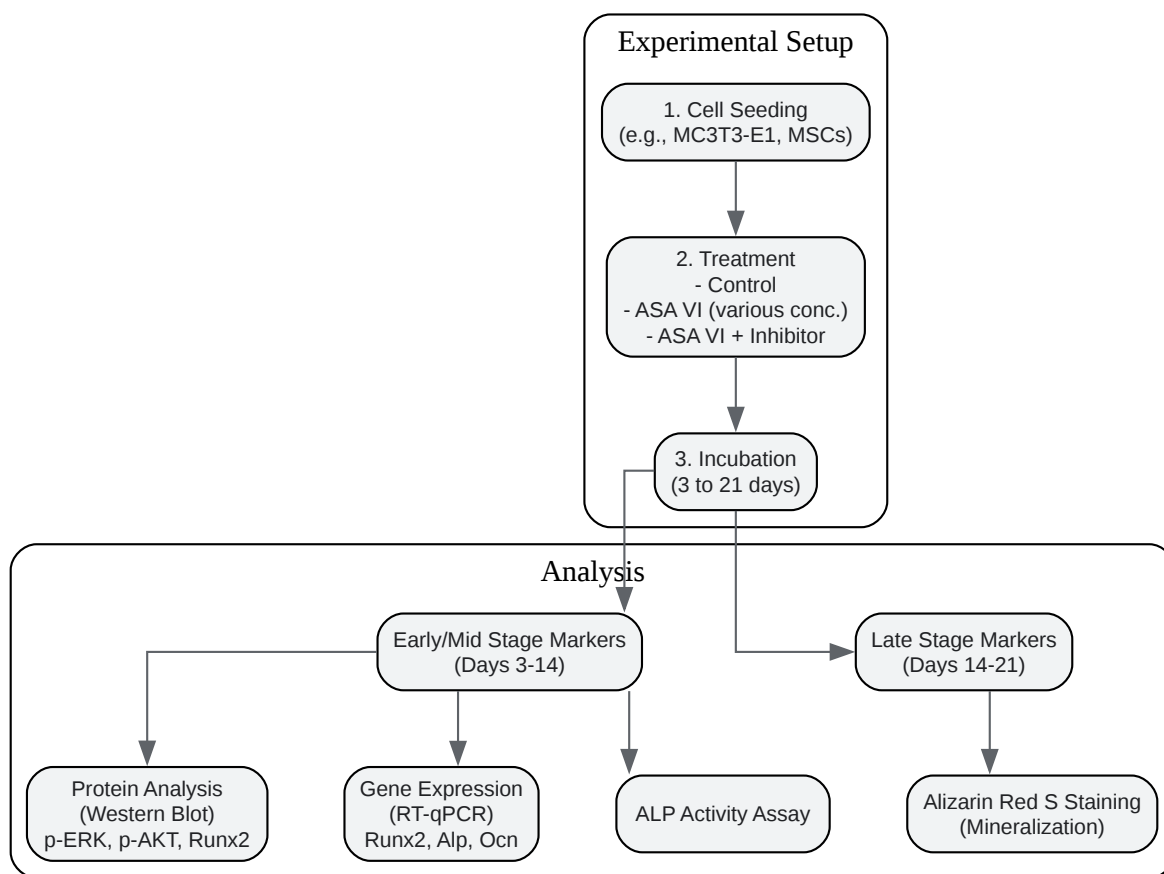 Experimental Setup
1. Cell Seeding
(e.g., MC3T3-E1, MSCs)
2. Treatment
- Control
- ASA VI (various conc.)
- ASA VI + Inhibitor
3. Incubation
(3 to 21 days)
Analysis
Early/Mid Stage Markers
(Days 3-14)
Late Stage Markers
(Days 14-21)
Protein Analysis
(Western Blot)
p-ERK, p-AKT, Runx2
Gene Expression
(RT-qPCR)
Runx2, Alp, Ocn
ALP Activity Assay
Alizarin Red S Staining
(Mineralization)